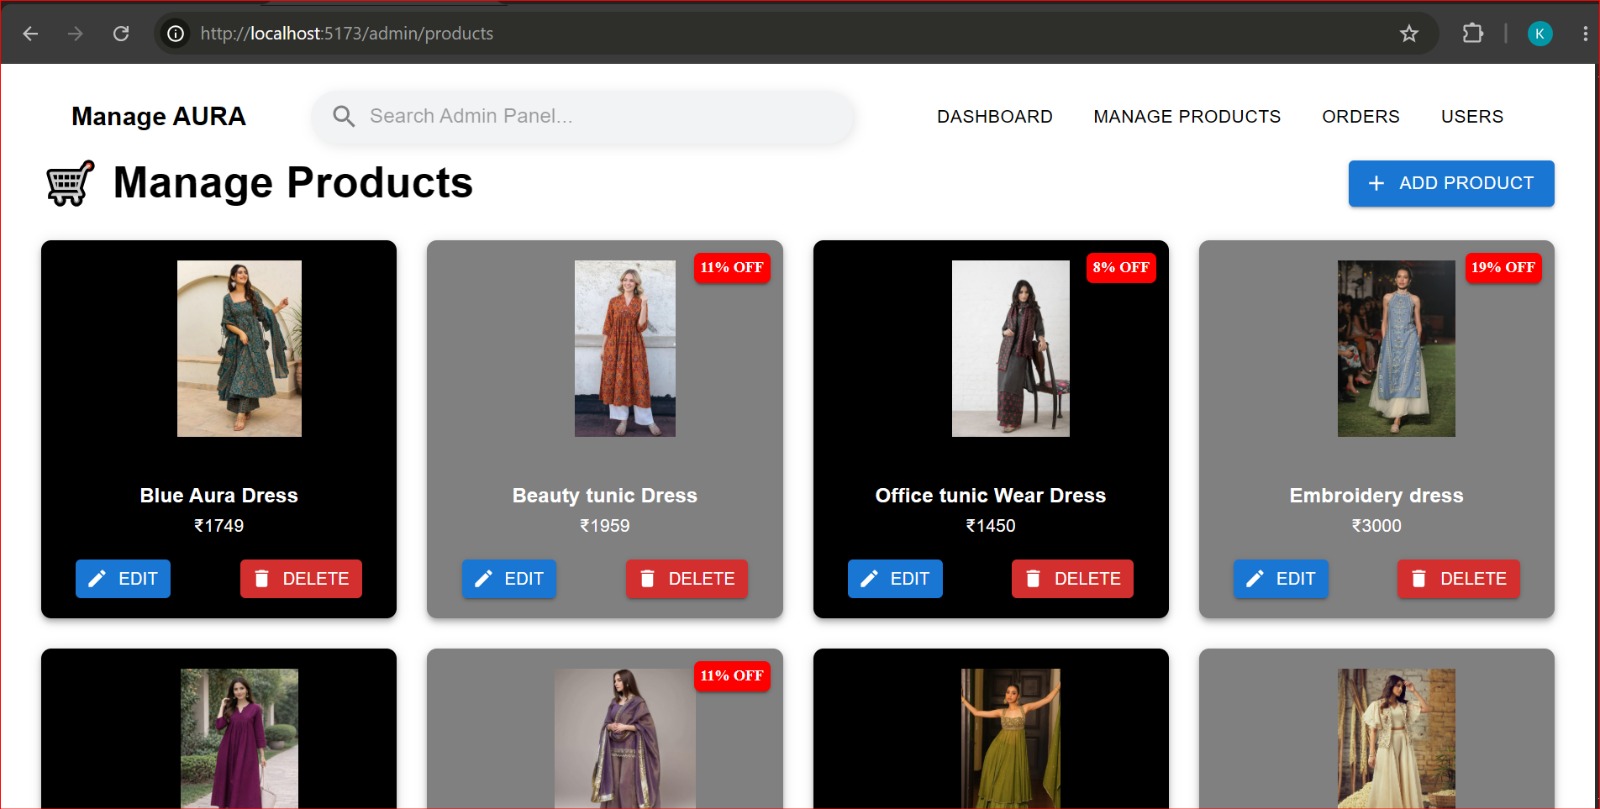 http://localhost:5173/admin/products
K
Manage AURA
Search Admin Panel...
DASHBOARD
MANAGE PRODUCTS
ORDERS
USERS
Manage Products
+ ADD PRODUCT
11% OFF
8% OFF
19% OFF
Blue Aura Dress
₹1749
EDIT
DELETE
Beauty tunic Dress
₹1959
EDIT
DELETE
Office tunic Wear Dress
₹1450
EDIT
DELETE
Embroidery dress
₹3000
EDIT
DELETE
11% OFF